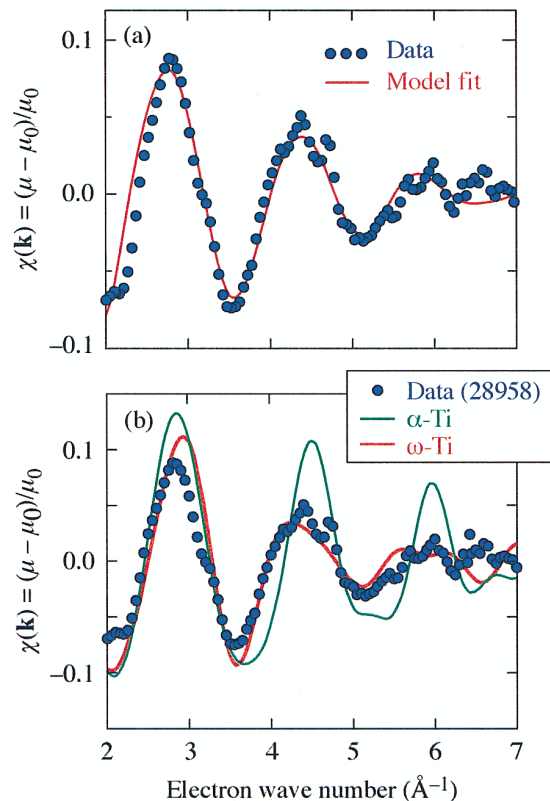 (a)
Data
Model fit
0.1
0.0
−0.1
χ(k) = (μ − μ0)/μ0
(b)
Data (28958)
α-Ti
ω-Ti
0.1
0.0
−0.1
χ(k) = (μ − μ0)/μ0
2 3 4 5 6 7
Electron wave number (Å−1)